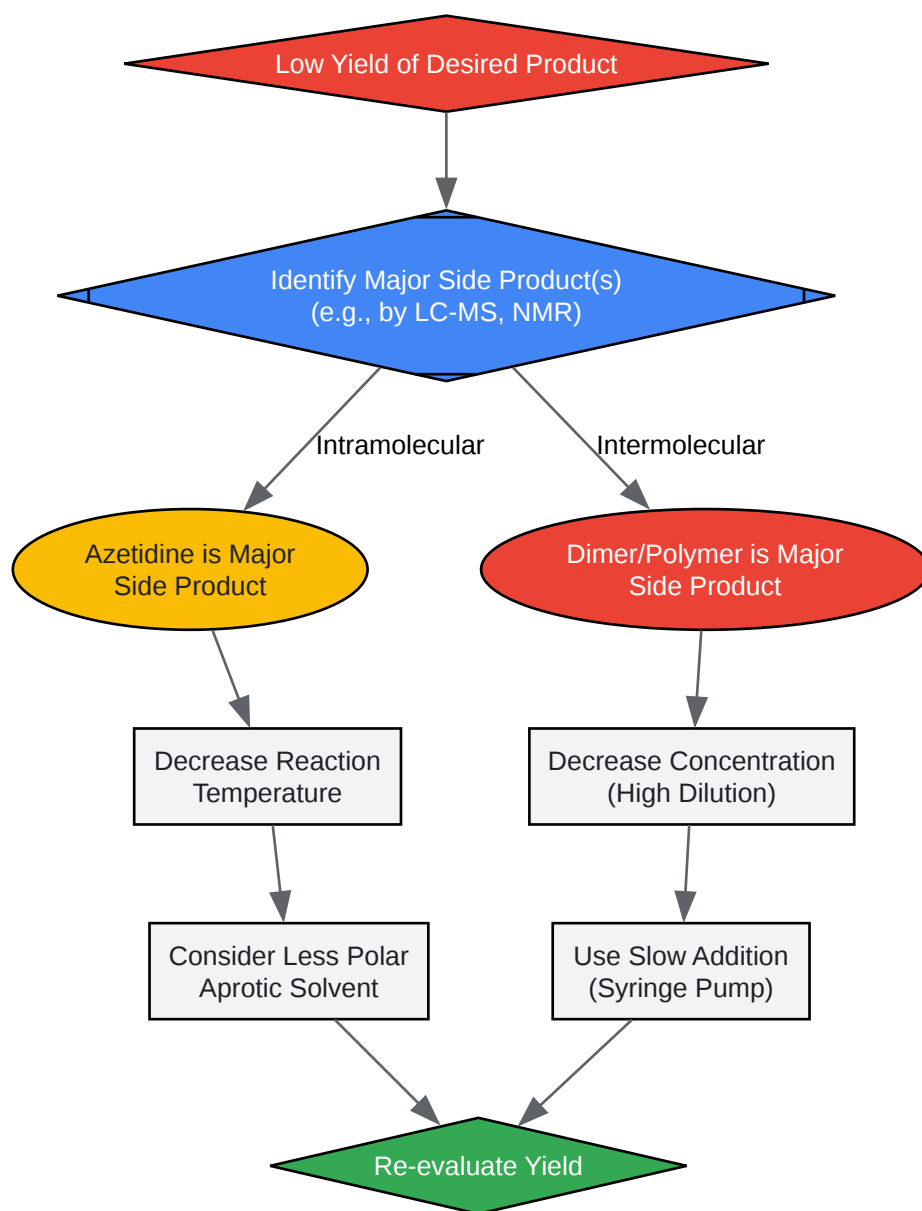 Low Yield of Desired Product
Identify Major Side Product(s)
(e.g., by LC-MS, NMR)
Intramolecular
Intermolecular
Azetidine is Major
Side Product
Dimer/Polymer is Major
Side Product
Decrease Reaction
Temperature
Decrease Concentration
(High Dilution)
Consider Less Polar
Aprotic Solvent
Use Slow Addition
(Syringe Pump)
Re-evaluate Yield